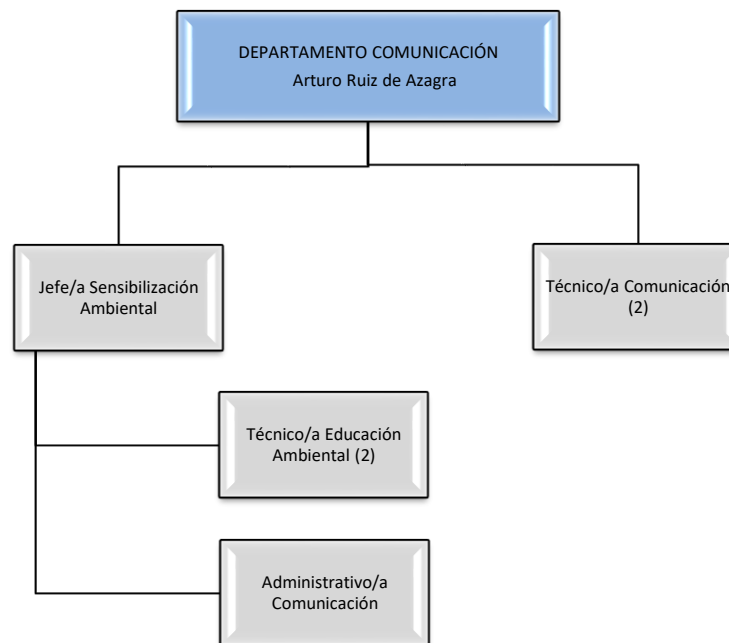 DEPARTAMENTO COMUNICACIÓN
Arturo Ruiz de Azagra
Jefe/a Sensibilización
Ambiental
Técnico/a Comunicación
(2)
Técnico/a Educación
Ambiental (2)
Administrativo/a
Comunicación